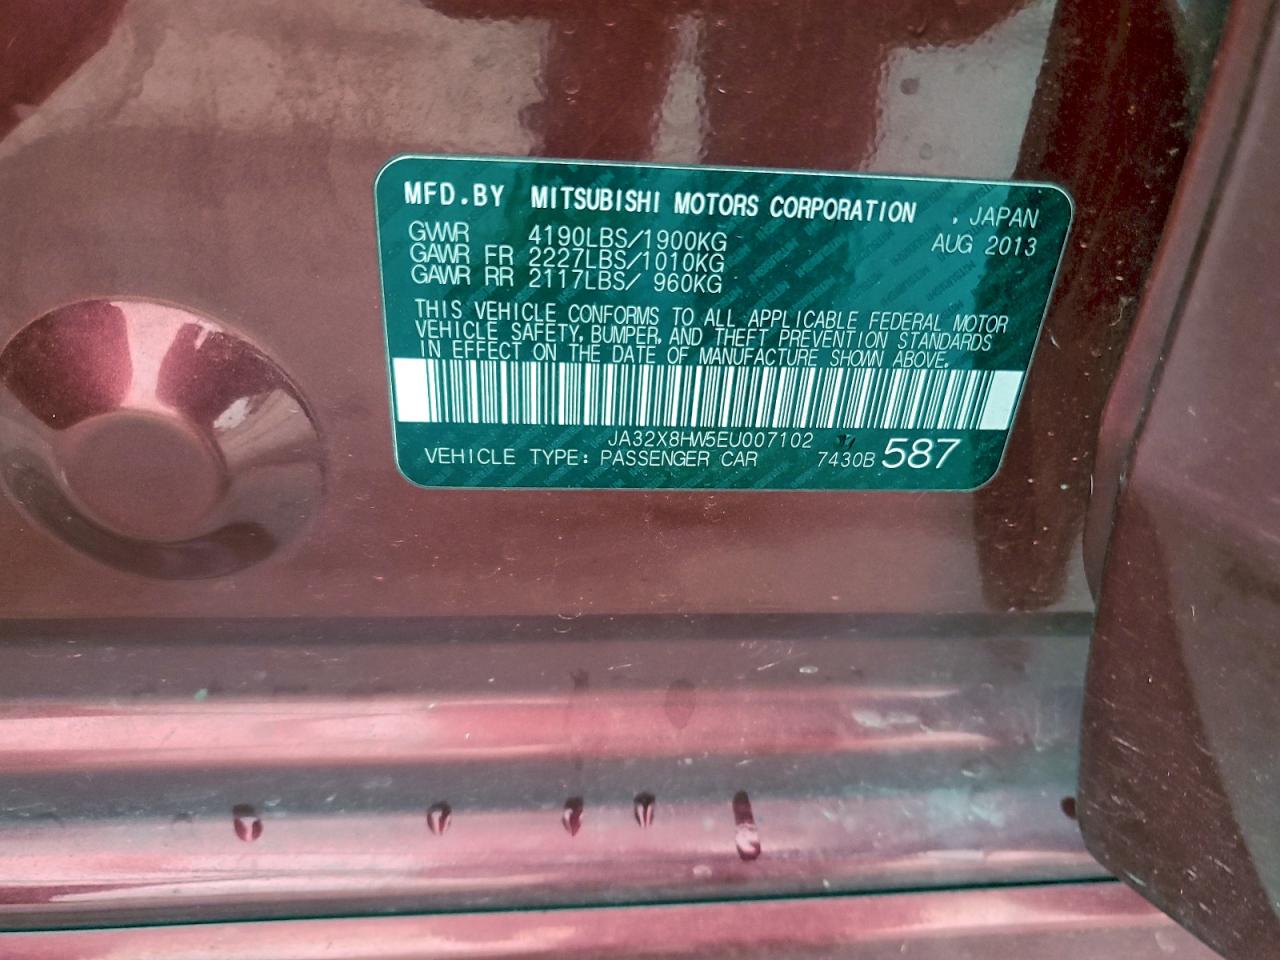 MFD.BY MITSUBISHI MOTORS CORPORATION , JAPAN
GVWR 4190LBS/1900KG AUG 2013
GAWR FR 2227LBS/1010KG
GAWR RR 2117LBS/ 960KG
THIS VEHICLE CONFORMS TO ALL APPLICABLE FEDERAL MOTOR
VEHICLE SAFETY, BUMPER, AND THEFT PREVENTION STANDARDS
IN EFFECT ON THE DATE OF MANUFACTURE SHOWN ABOVE.
JA32X8HW5EU007102
VEHICLE TYPE: PASSENGER CAR 7430B 587